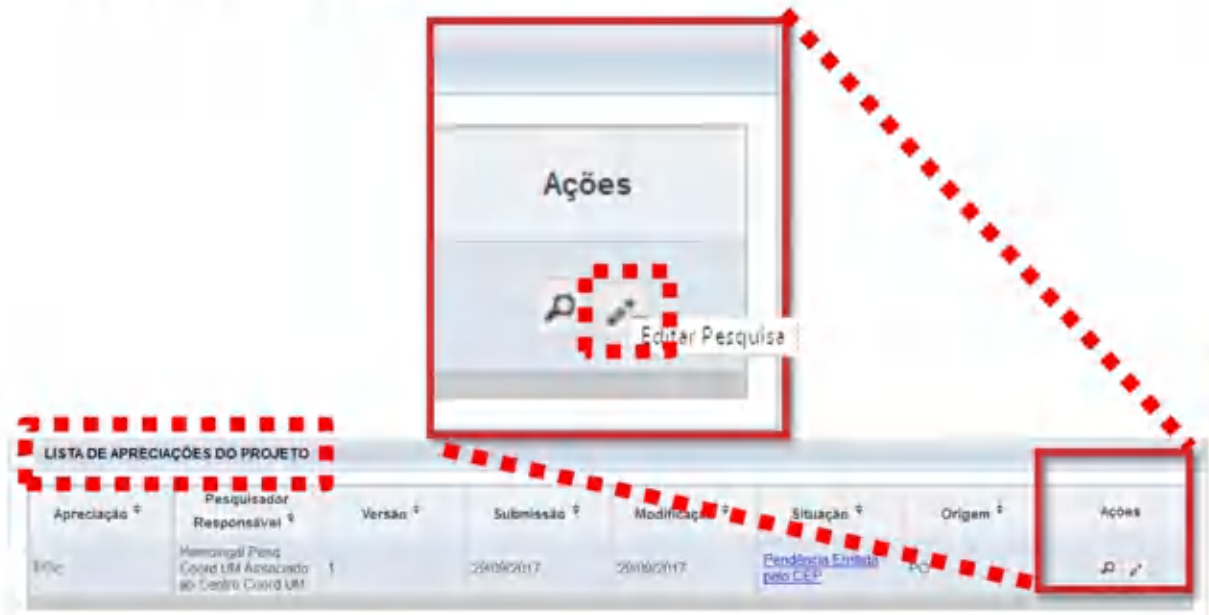 Ações
Editar Pesquisa
LISTA DE APRECIAÇÕES DO PROJETO
Apreciação Pesquisador Responsável Versão Submissão Modificação Situação Origem Ações
Pesq
Coord UM Associado
ao Centro Coord UM
1
29/09/2017
29/09/2017
Pendência Emitida
pelo CEP
PO